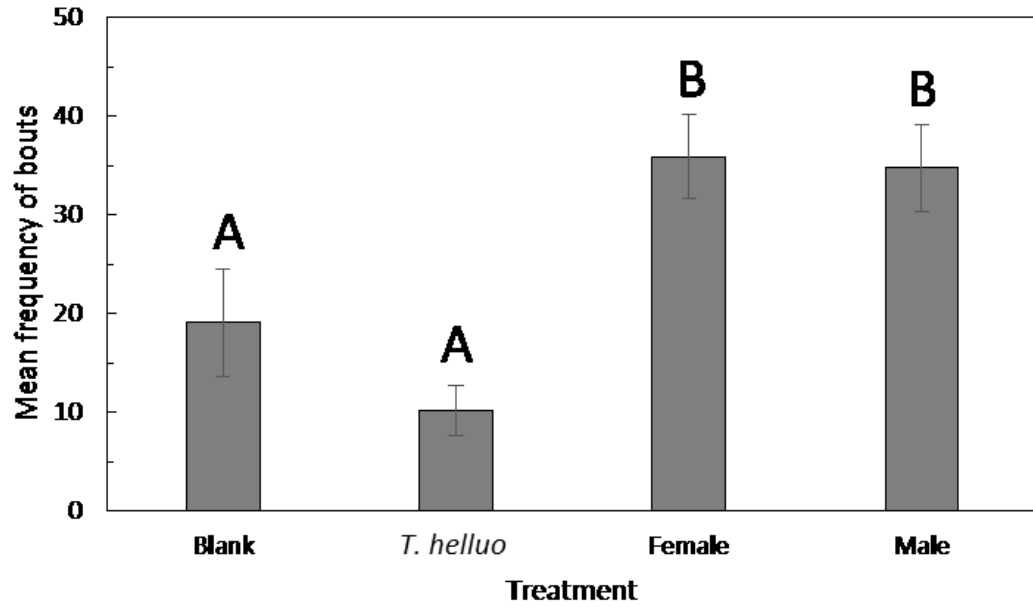 Mean frequency of bouts
50
40
30
20
10
0
A
A
B
B
Blank
T. helluo
Female
Male
Treatment